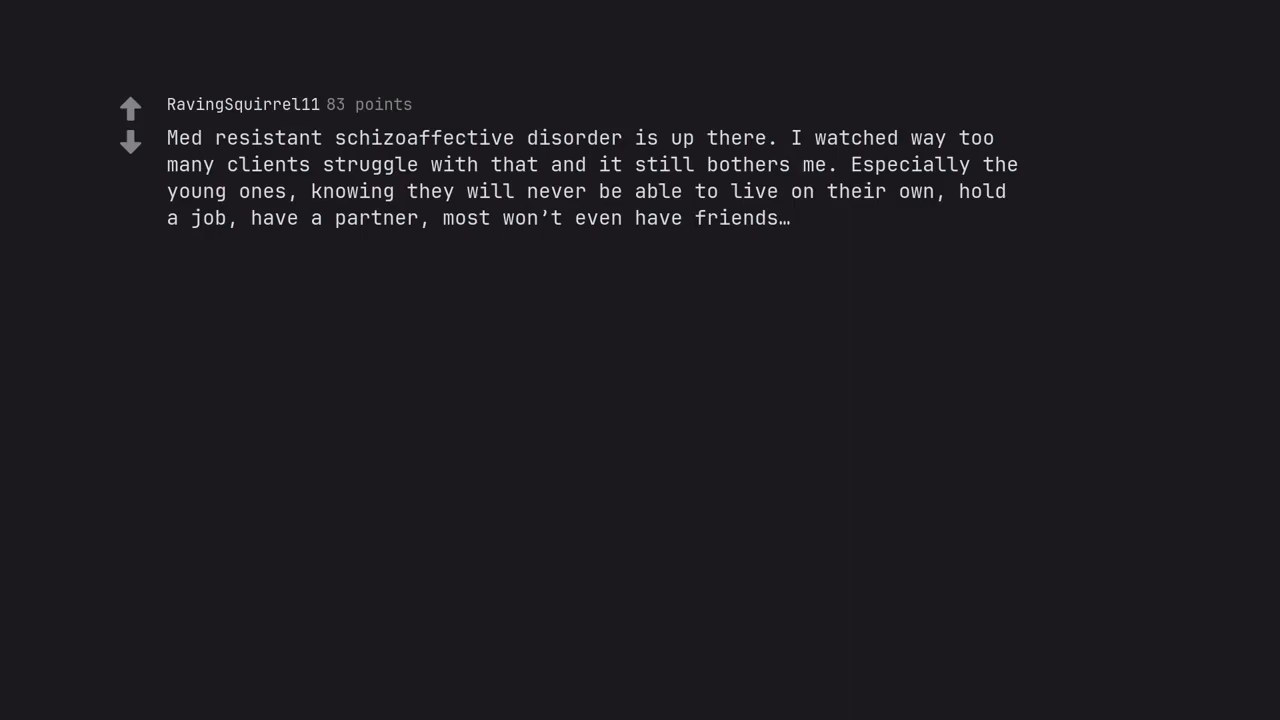 RavingSquirrel11 83 points
Med resistant schizoaffective disorder is up there. I watched way too
many clients struggle with that and it still bothers me. Especially the
young ones, knowing they will never be able to live on their own, hold
a job, have a partner, most won’t even have friends…